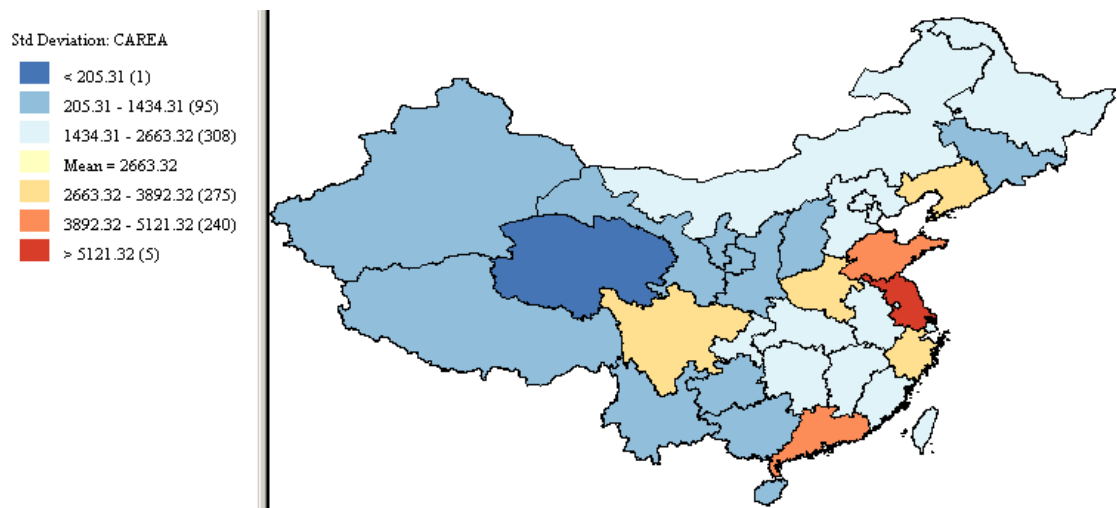 Std Deviation: CAREA
< 205.31 (1)
205.31 - 1434.31 (95)
1434.31 - 2663.32 (308)
Mean = 2663.32
2663.32 - 3892.32 (275)
3892.32 - 5121.32 (240)
> 5121.32 (5)